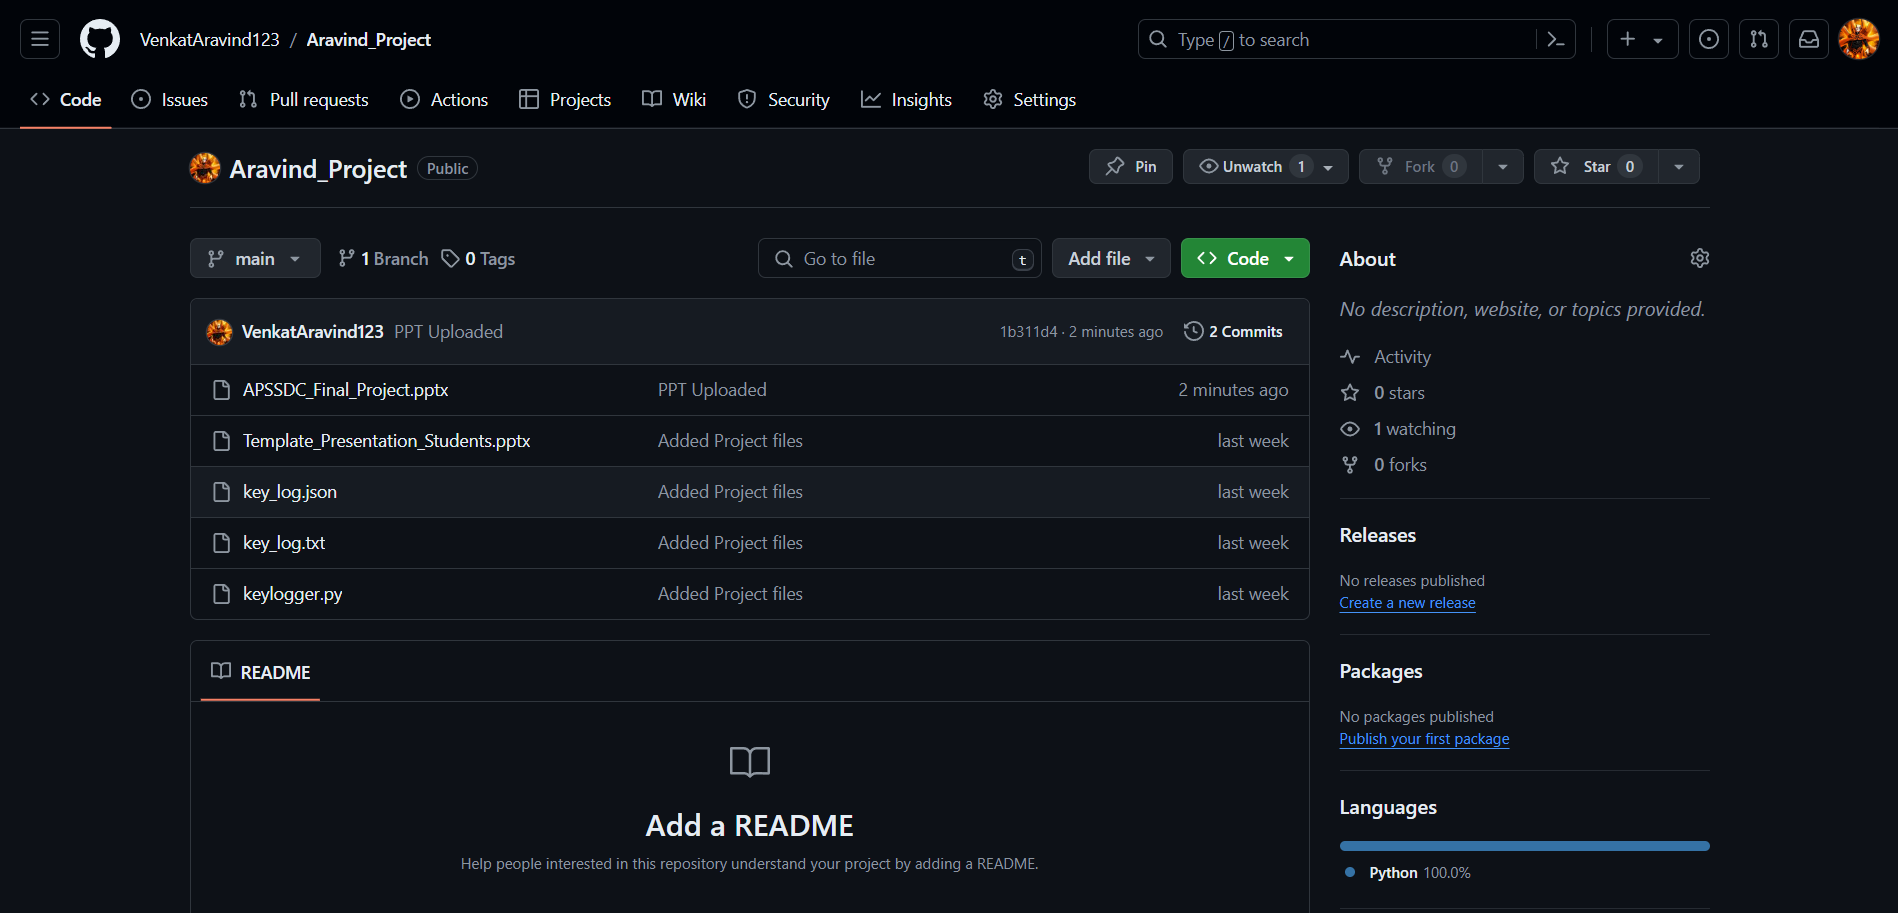 VenkatAravind123 / Aravind_Project
Type / to search
Code Issues Pull requests Actions Projects Wiki Security Insights Settings
Aravind_Project Public
Pin Unwatch 1 Fork 0 Star 0
main 1 Branch 0 Tags Go to file t Add file Code
VenkatAravind123 PPT Uploaded 1b311d4 · 2 minutes ago 2 Commits
APSSDC_Final_Project.pptx PPT Uploaded 2 minutes ago
Template_Presentation_Students.pptx Added Project files last week
key_log.json Added Project files last week
key_log.txt Added Project files last week
keylogger.py Added Project files last week
README
Add a README
Help people interested in this repository understand your project by adding a README.
About
No description, website, or topics provided.
Activity
0 stars
1 watching
0 forks
Releases
No releases published
Create a new release
Packages
No packages published
Publish your first package
Languages
Python 100.0%